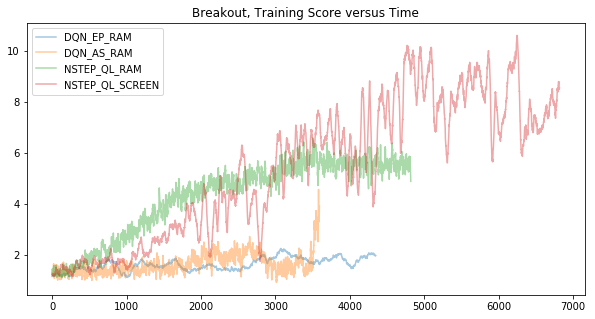 Breakout, Training Score versus Time
DQN_EP_RAM
DQN_AS_RAM
NSTEP_QL_RAM
NSTEP_QL_SCREEN
10
8
6
4
2
0 1000 2000 3000 4000 5000 6000 7000